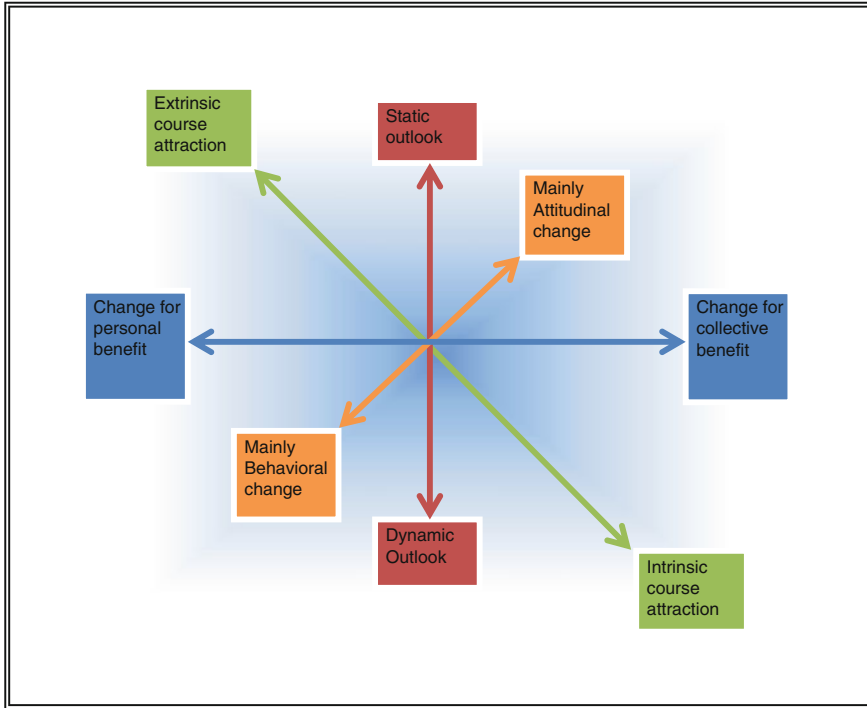 Extrinsic
course
attraction
Static
outlook
Mainly
Attitudinal
change
Change for
personal
benefit
Change for
collective
benefit
Mainly
Behavioral
change
Dynamic
Outlook
Intrinsic
course
attraction